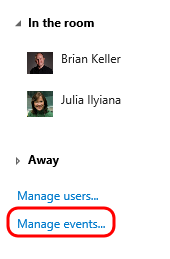 In the room
Brian Keller
Julia Ilyiana
Away
Manage users...
Manage events...